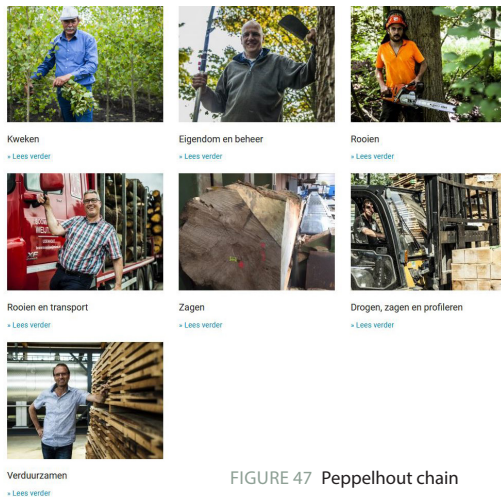 Kweken
» Lees verder
Eigendom en beheer
» Lees verder
Rooien
» Lees verder
Rooien en transport
» Lees verder
Zagen
» Lees verder
Drogen, zagen en profileren
» Lees verder
Verduurzamen
» Lees verder
FIGURE 47 Peppelhout chain